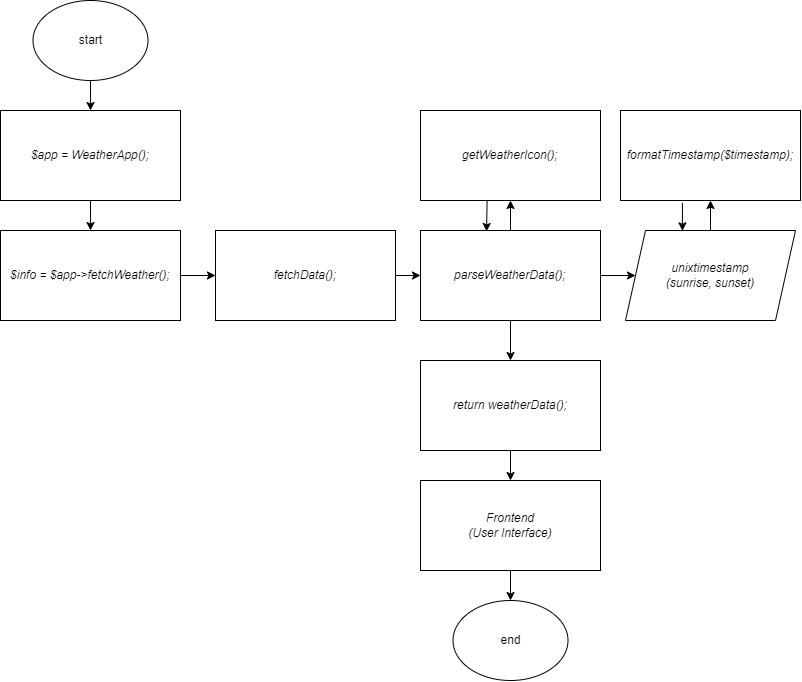 start
$app = WeatherApp();
getWeatherIcon();
formatTimestamp($timestamp);
$info = $app->fetchWeather();
fetchData();
parseWeatherData();
unixtimestamp
(sunrise, sunset)
return weatherData();
Frontend
(User Interface)
end